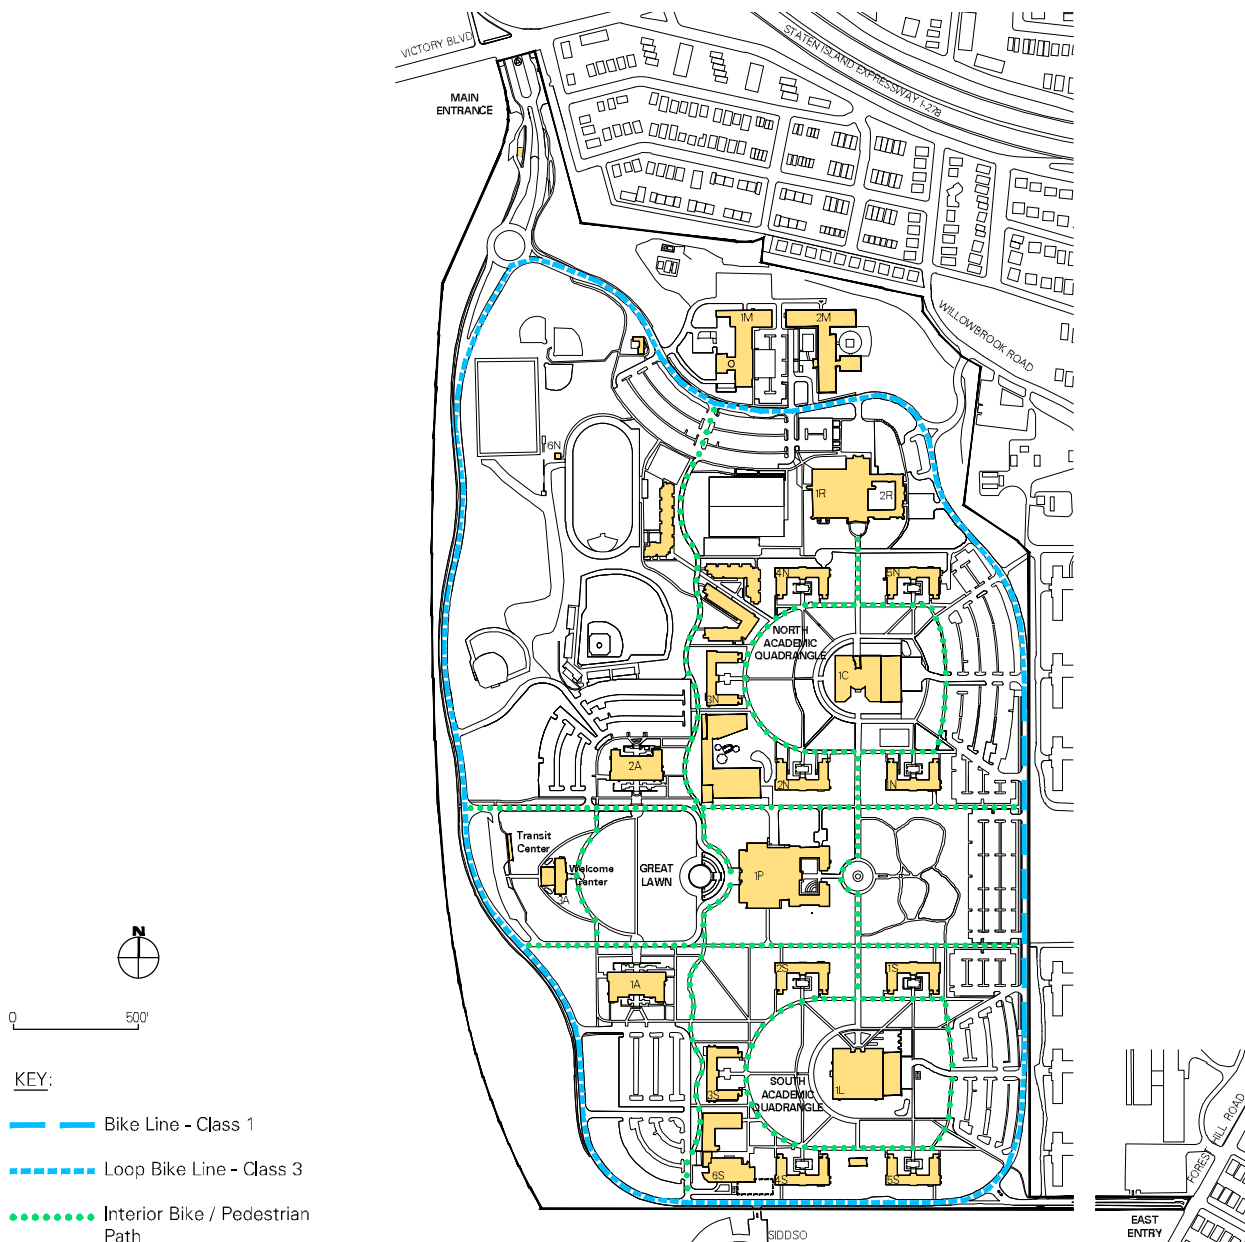 VICTORY BLVD
STATEN ISLAND EXPRESSWAY I-278
MAIN
ENTRANCE
WILLOWBROOK ROAD
1M
2M
6N
1R
2R
4N
5N
NORTH
ACADEMIC
QUADRANGLE
1C
3N
2A
2N
1N
Transit
Center
Welcome
Center
3A
GREAT
LAWN
1P
N
0
500'
1A
2S
1S
KEY:
Bike Line - Class 1
Loop Bike Line - Class 3
Interior Bike / Pedestrian
Path
3S
SOUTH
ACADEMIC
QUADRANGLE
1L
6S
4S
5S
SIDDSO
FOREST HILL ROAD
EAST
ENTRY